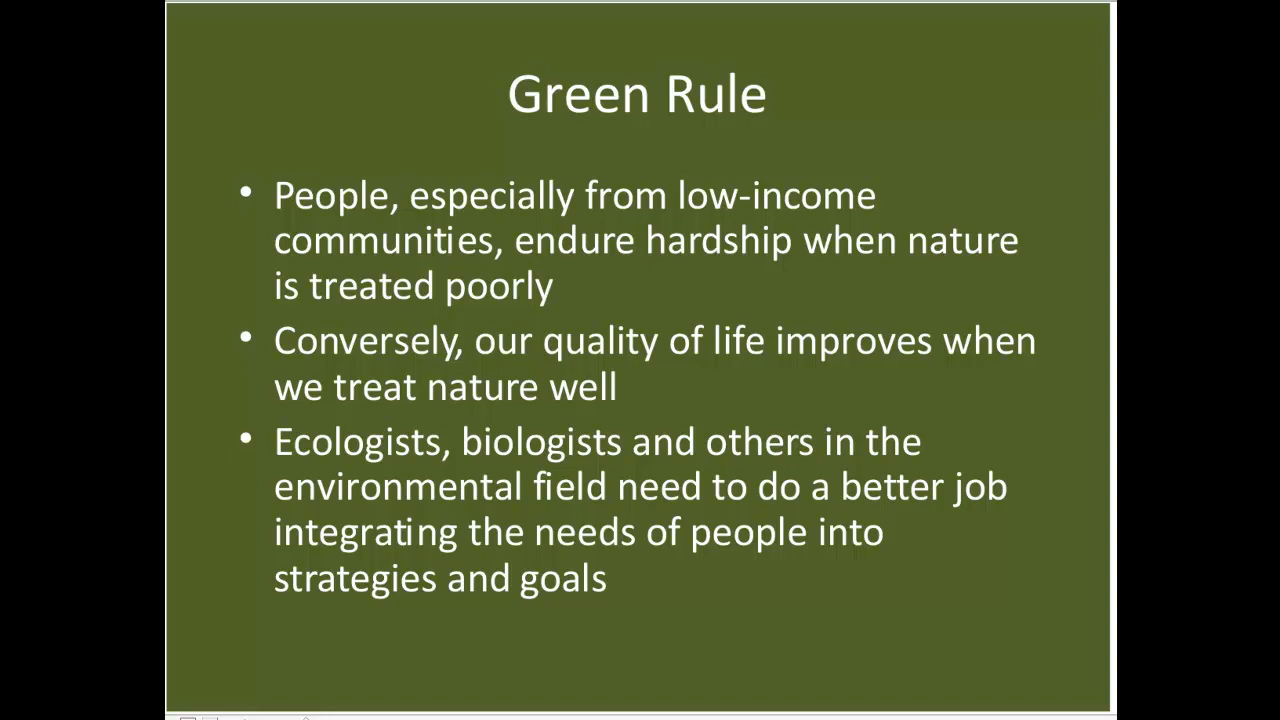 Green Rule
• People, especially from low-income
communities, endure hardship when nature
is treated poorly
• Conversely, our quality of life improves when
we treat nature well
• Ecologists, biologists and others in the
environmental field need to do a better job
integrating the needs of people into
strategies and goals